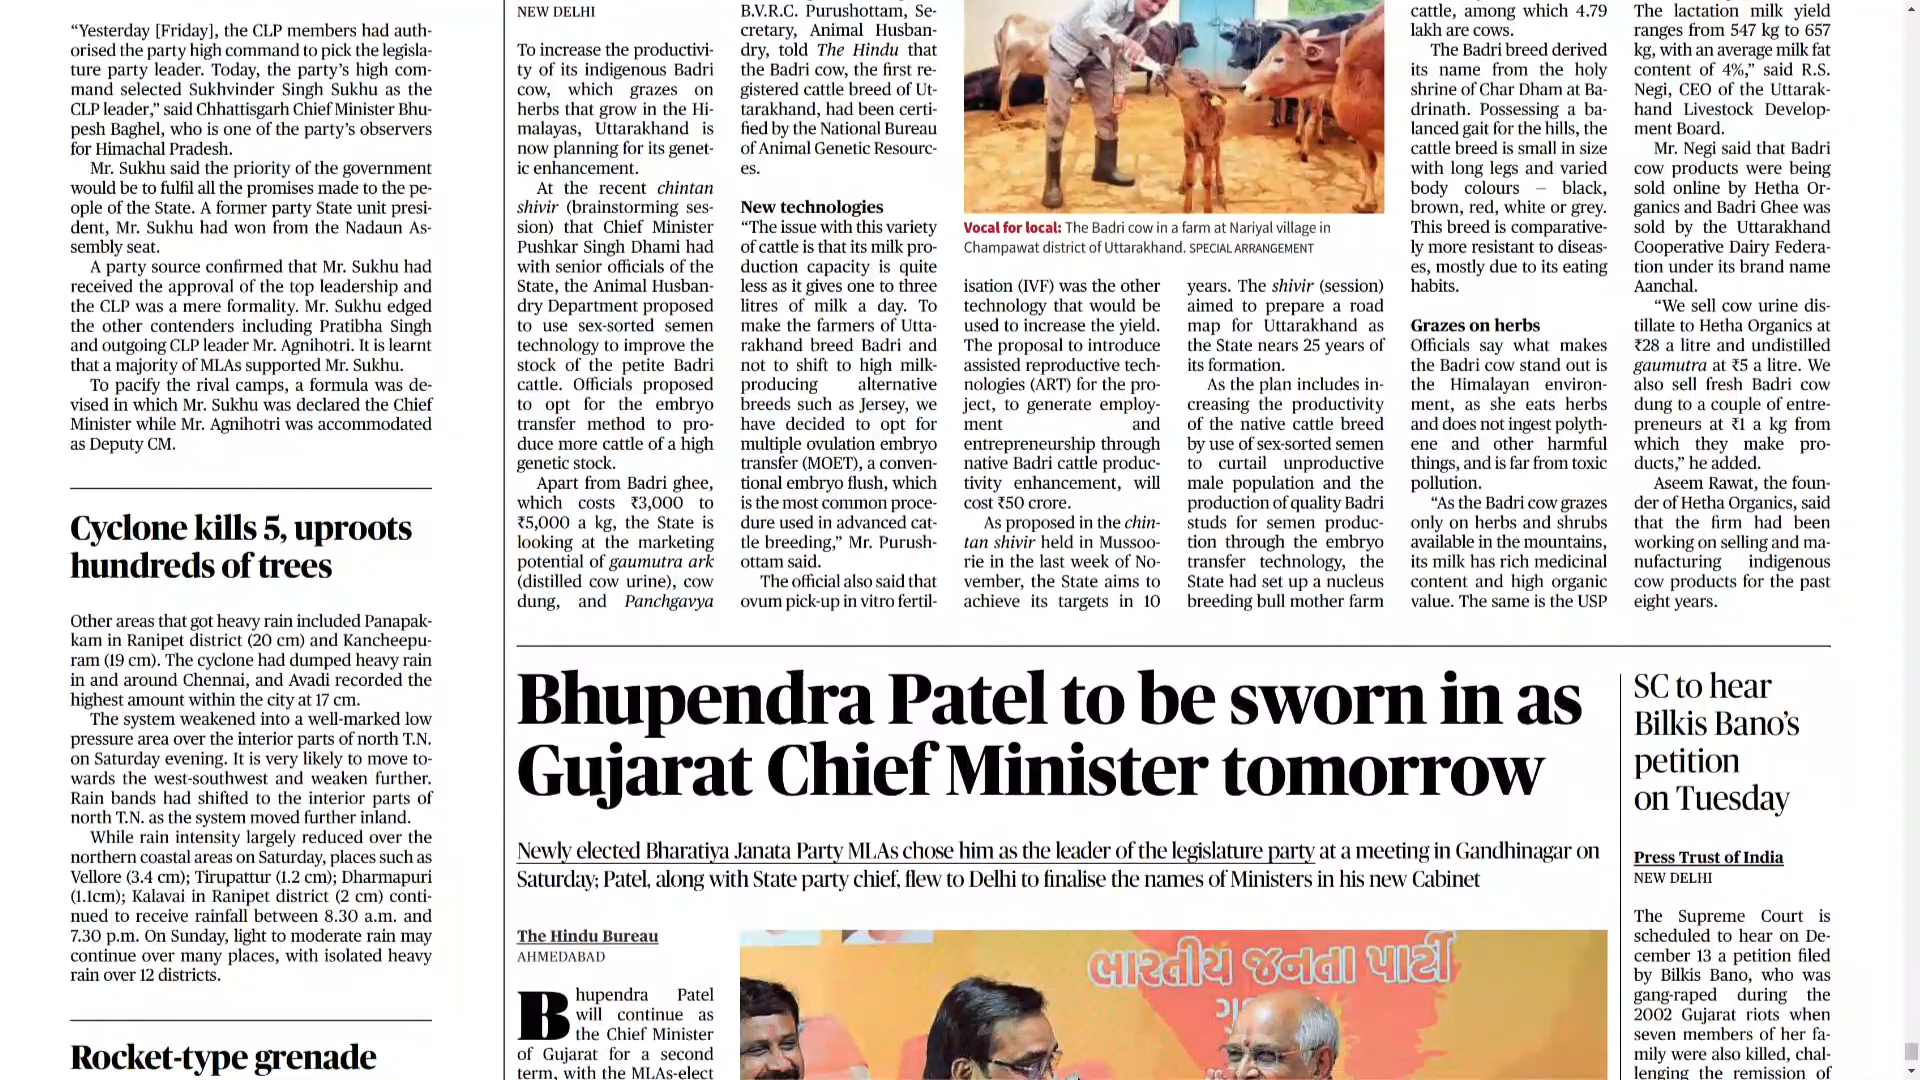 “Yesterday [Friday], the CLP members had auth-
orised the party high command to pick the legisla-
ture party leader. Today, the party’s high com-
mand selected Sukhvinder Singh Sukhu as the
CLP leader,” said Chhattisgarh Chief Minister Bhu-
pesh Baghel, who is one of the party’s observers
for Himachal Pradesh.
Mr. Sukhu said the priority of the government
would be to fulfil all the promises made to the pe-
ople of the State. A former party State unit presi-
dent, Mr. Sukhu had won from the Nadaun As-
sembly seat.
A party source confirmed that Mr. Sukhu had
received the approval of the top leadership and
the CLP was a mere formality. Mr. Sukhu edged
the other contenders including Pratibha Singh
and outgoing CLP leader Mr. Agnihotri. It is learnt
that a majority of MLAs supported Mr. Sukhu.
To pacify the rival camps, a formula was de-
vised in which Mr. Sukhu was declared the Chief
Minister while Mr. Agnihotri was accommodated
as Deputy CM.
Cyclone kills 5, uproots
hundreds of trees
Other areas that got heavy rain included Panapak-
kam in Ranipet district (20 cm) and Kancheepu-
ram (19 cm). The cyclone had dumped heavy rain
in and around Chennai, and Avadi recorded the
highest amount within the city at 17 cm.
The system weakened into a well-marked low
pressure area over the interior parts of north T.N.
on Saturday evening. It is very likely to move to-
wards the west-southwest and weaken further.
Rain bands had shifted to the interior parts of
north T.N. as the system moved further inland.
While rain intensity largely reduced over the
northern coastal areas on Saturday, places such as
Vellore (3.4 cm); Tirupattur (1.2 cm); Dharmapuri
(1.1cm); Kalavai in Ranipet district (2 cm) conti-
nued to receive rainfall between 8.30 a.m. and
7.30 p.m. On Sunday, light to moderate rain may
continue over many places, with isolated heavy
rain over 12 districts.
Rocket-type grenade
NEW DELHI
To increase the productivi-
ty of its indigenous Badri
cow, which grazes on
herbs that grow in the Hi-
malayas, Uttarakhand is
now planning for its genet-
ic enhancement.
At the recent chintan
shivir (brainstorming ses-
sion) that Chief Minister
Pushkar Singh Dhami had
with senior officials of the
State, the Animal Husban-
dry Department proposed
to use sex-sorted semen
technology to improve the
stock of the petite Badri
cattle. Officials proposed
to opt for the embryo
transfer method to pro-
duce more cattle of a high
genetic stock.
Apart from Badri ghee,
which costs ₹3,000 to
₹5,000 a kg, the State is
looking at the marketing
potential of gaumutra ark
(distilled cow urine), cow
dung, and Panchgavya
B.V.R.C. Purushottam, Se-
cretary, Animal Husban-
dry, told The Hindu that
the Badri cow, the first re-
gistered cattle breed of Ut-
tarakhand, had been certi-
fied by the National Bureau
of Animal Genetic Resourc-
es.
New technologies
“The issue with this variety
of cattle is that its milk pro-
duction capacity is quite
less as it gives one to three
litres of milk a day. To
make the farmers of Utta-
rakhand breed Badri and
not to shift to high milk-
producing alternative
breeds such as Jersey, we
have decided to opt for
multiple ovulation embryo
transfer (MOET), a conven-
tional embryo flush, which
is the most common proce-
dure used in advanced cat-
tle breeding,” Mr. Purush-
ottam said.
The official also said that
ovum pick-up in vitro fertil-
Vocal for local: The Badri cow in a farm at Nariyal village in
Champawat district of Uttarakhand. SPECIAL ARRANGEMENT
isation (IVF) was the other
technology that would be
used to increase the yield.
The proposal to introduce
assisted reproductive tech-
nologies (ART) for the pro-
ject, to generate employ-
ment and
entrepreneurship through
native Badri cattle produc-
tivity enhancement, will
cost ₹50 crore.
As proposed in the chin-
tan shivir held in Mussoo-
rie in the last week of No-
vember, the State aims to
achieve its targets in 10
years. The shivir (session)
aimed to prepare a road
map for Uttarakhand as
the State nears 25 years of
its formation.
As the plan includes in-
creasing the productivity
of the native cattle breed
by use of sex-sorted semen
to curtail unproductive
male population and the
production of quality Badri
studs for semen produc-
tion through the embryo
transfer technology, the
State had set up a nucleus
breeding bull mother farm
cattle, among which 4.79
lakh are cows.
The Badri breed derived
its name from the holy
shrine of Char Dham at Ba-
drinath. Possessing a ba-
lanced gait for the hills, the
cattle breed is small in size
with long legs and varied
body colours – black,
brown, red, white or grey.
This breed is comparative-
ly more resistant to diseas-
es, mostly due to its eating
habits.
Grazes on herbs
Officials say what makes
the Badri cow stand out is
the Himalayan environ-
ment, as she eats herbs
and does not ingest polyth-
ene and other harmful
things, and is far from toxic
pollution.
“As the Badri cow grazes
only on herbs and shrubs
available in the mountains,
its milk has rich medicinal
content and high organic
value. The same is the USP
The lactation milk yield
ranges from 547 kg to 657
kg, with an average milk fat
content of 4%,” said R.S.
Negi, CEO of the Uttarak-
hand Livestock Develop-
ment Board.
Mr. Negi said that Badri
cow products were being
sold online by Hetha Or-
ganics and Badri Ghee was
sold by the Uttarakhand
Cooperative Dairy Federa-
tion under its brand name
Aanchal.
“We sell cow urine dis-
tillate to Hetha Organics at
₹28 a litre and undistilled
gaumutra at ₹5 a litre. We
also sell fresh Badri cow
dung to a couple of entre-
preneurs at ₹1 a kg from
which they make pro-
ducts,” he added.
Aseem Rawat, the foun-
der of Hetha Organics, said
that the firm had been
working on selling and ma-
nufacturing indigenous
cow products for the past
eight years.
Bhupendra Patel to be sworn in as
Gujarat Chief Minister tomorrow
Newly elected Bharatiya Janata Party MLAs chose him as the leader of the legislature party at a meeting in Gandhinagar on
Saturday; Patel, along with State party chief, flew to Delhi to finalise the names of Ministers in his new Cabinet
The Hindu Bureau
AHMEDABAD
Bhupendra Patel
will continue as
the Chief Minister
of Gujarat for a second
term, with the MLAs-elect
ભારતીય જનતા પાર્ટી
SC to hear
Bilkis Bano’s
petition
on Tuesday
Press Trust of India
NEW DELHI
The Supreme Court is
scheduled to hear on De-
cember 13 a petition filed
by Bilkis Bano, who was
gang-raped during the
2002 Gujarat riots when
seven members of her fa-
mily were also killed, chal-
lenging the remission of